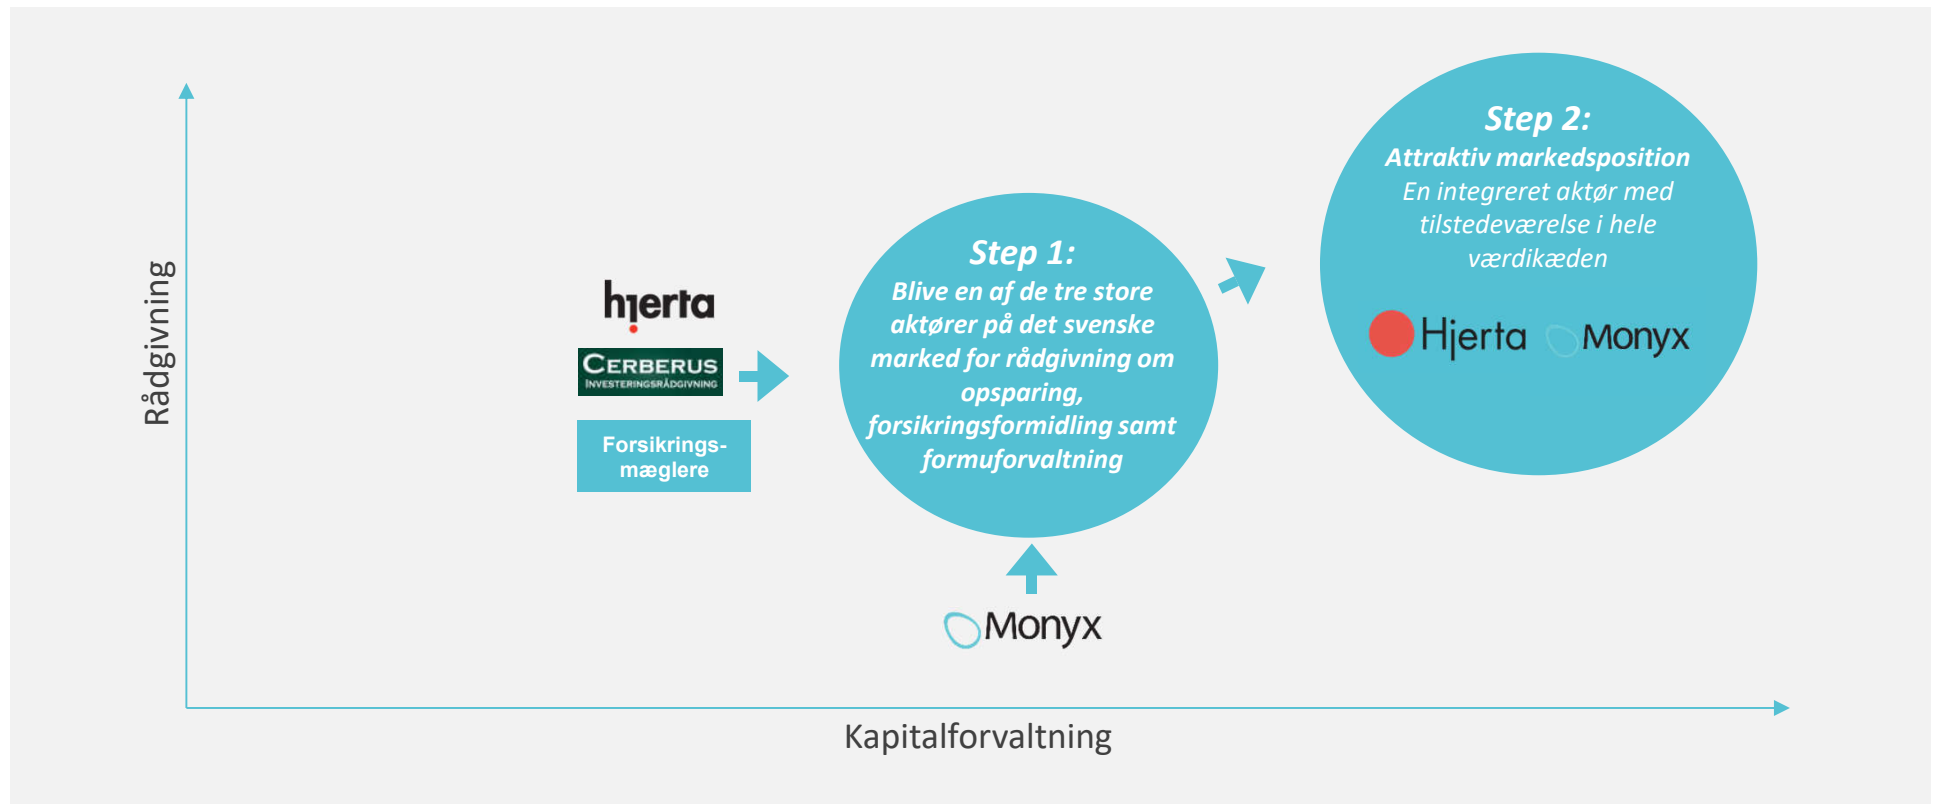 Step 2:
Attraktiv markedsposition
En integreret aktør med
tilstedeværelse i hele
værdikæden
Hjerta Monyx
Step 1:
Blive en af de tre store
aktører på det svenske
marked for rådgivning om
opsparing,
forsikringsformidling samt
formuforvaltning
hjerta
CERBERUS
INVESTERINGSRÅDGIVNING
Forsikrings-
mæglere
Monyx
Rådgivning
Kapitalforvaltning